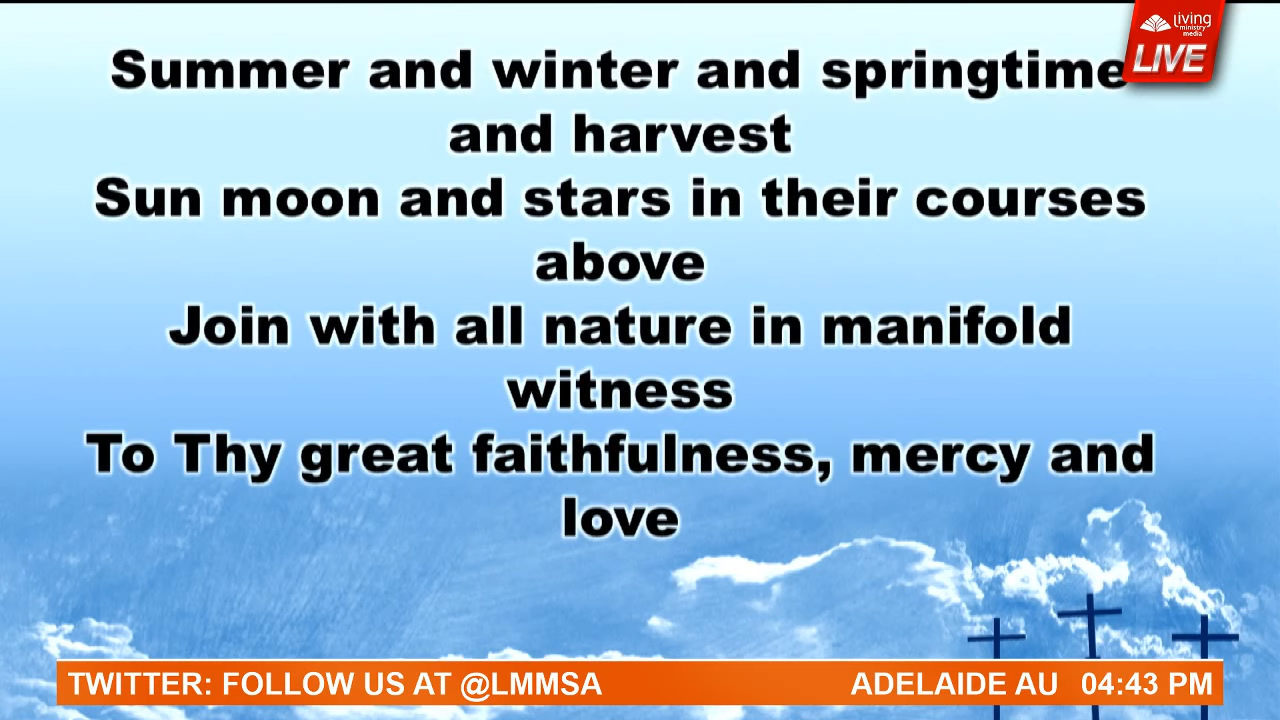 living
ministry
media
LIVE
Summer and winter and springtime
and harvest
Sun moon and stars in their courses
above
Join with all nature in manifold
witness
To Thy great faithfulness, mercy and
love
TWITTER: FOLLOW US AT @LMMSA
ADELAIDE AU 04:43 PM